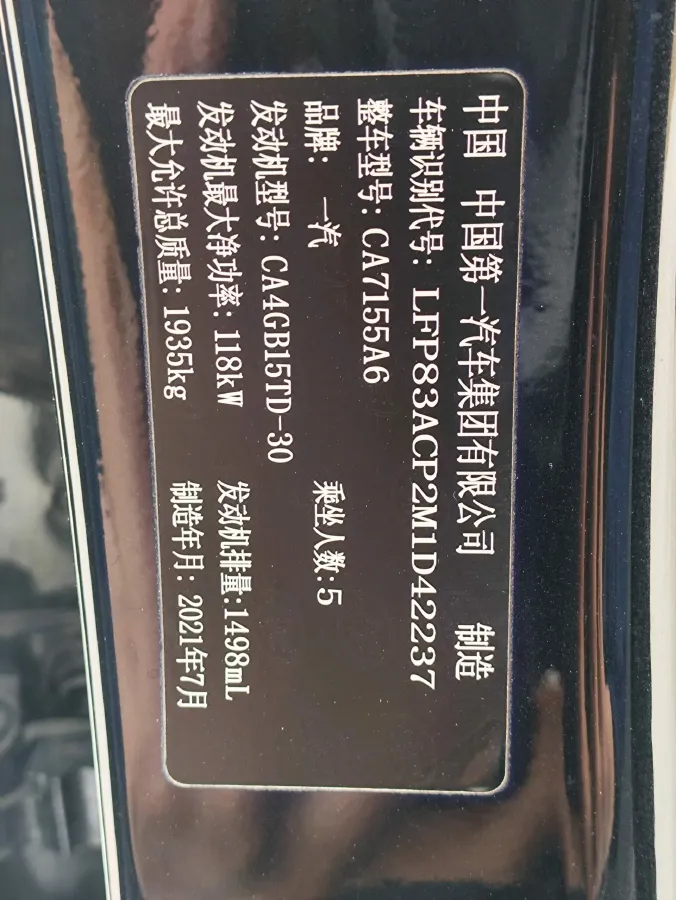 中国 中国第一汽车集团有限公司 制造
车辆识别代号: LFP83ACP2M1D42237
整车型号: CA7155A6
品牌: 一汽 乘坐人数: 5
发动机型号: CA4GB15TD-30
发动机最大净功率: 118kW 发动机排量: 1498mL
最大允许总质量: 1935kg 制造年月: 2021年7月